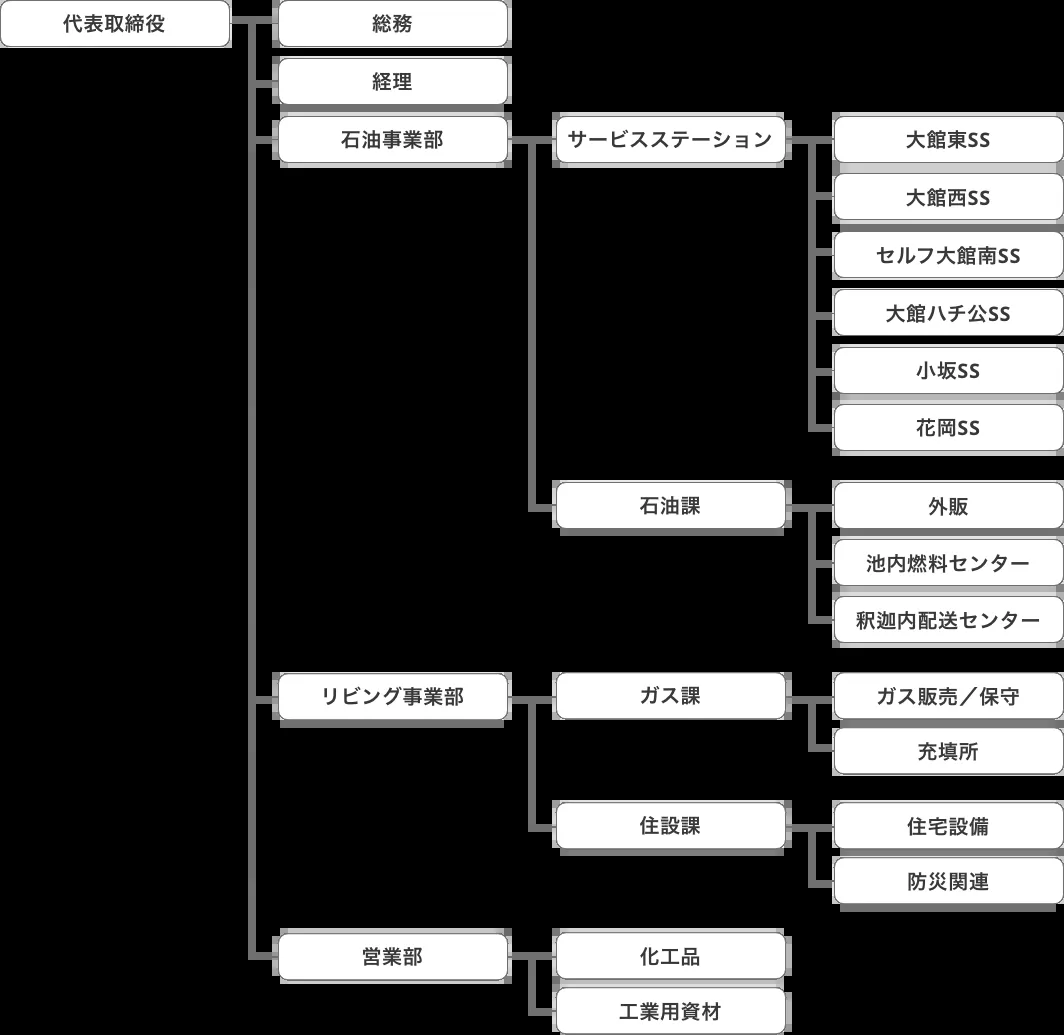 代表取締役
総務
経理
石油事業部
サービスステーション
大館東SS
大館西SS
セルフ大館南SS
大館ハチ公SS
小坂SS
花岡SS
石油課
外販
池内燃料センター
釈迦内配送センター
リビング事業部
ガス課
ガス販売／保守
充填所
住設課
住宅設備
防災関連
営業部
化工品
工業用資材